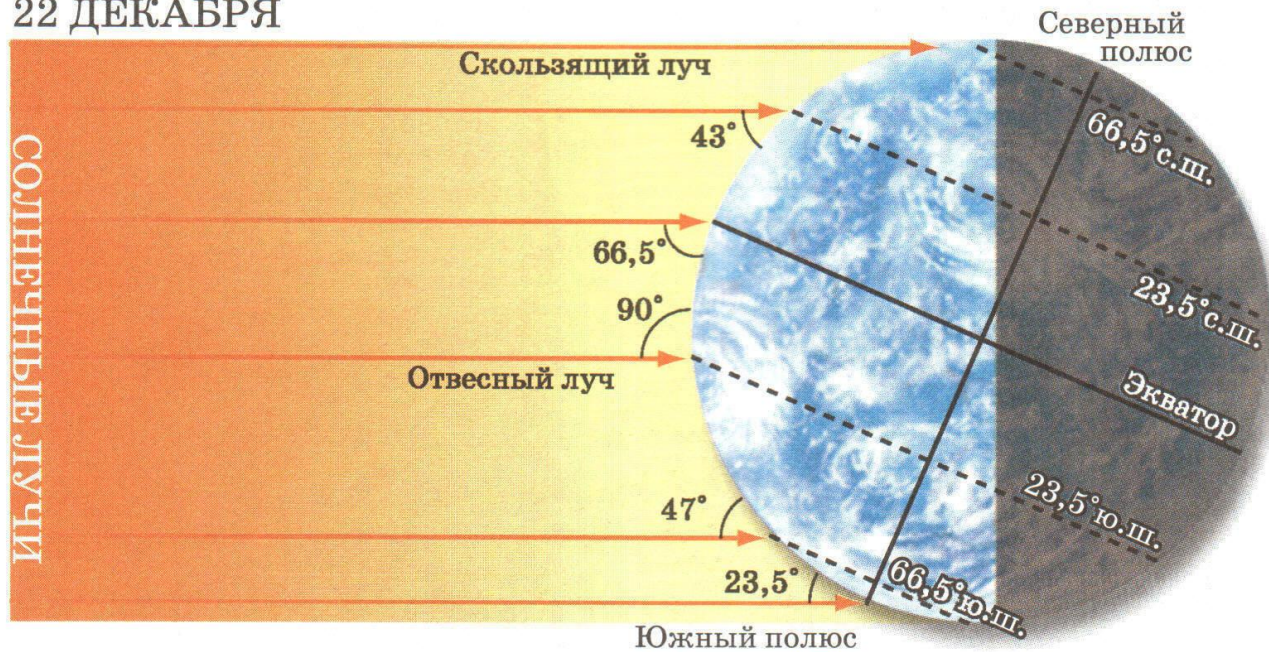 22 ДЕКАБРЯ
Северный
полюс
Скользящий луч
43°
66,5°с.ш.
СОЛНЕЧНЫЕ ЛУЧИ
66,5°
90°
23,5°с.ш.
Отвесный луч
Экватор
47°
23,5°ю.ш.
23,5°
66,5°ю.ш.
Южный полюс